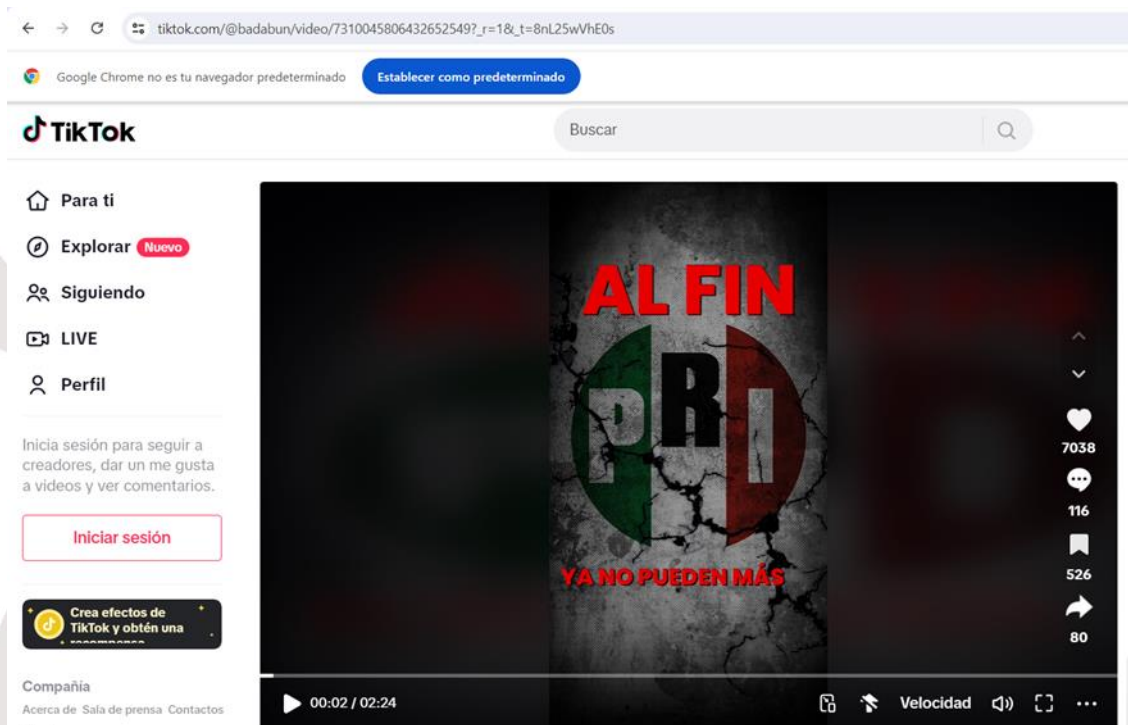 tiktok.com/@badabun/video/7310045806432652549?_r=1&_t=8nL25wVhE0s
Google Chrome no es tu navegador predeterminado
Establecer como predeterminado
TikTok
Buscar
Para ti
Explorar Nuevo
Siguiendo
LIVE
Perfil
Inicia sesión para seguir a
creadores, dar un me gusta
a videos y ver comentarios.
Iniciar sesión
Crea efectos de
TikTok y obtén una
recompensa
Compañía
Acerca de Sala de prensa Contactos
AL FIN
PRI
YA NO PUEDEN MÁS
7038
116
526
80
00:02 / 02:24
Velocidad